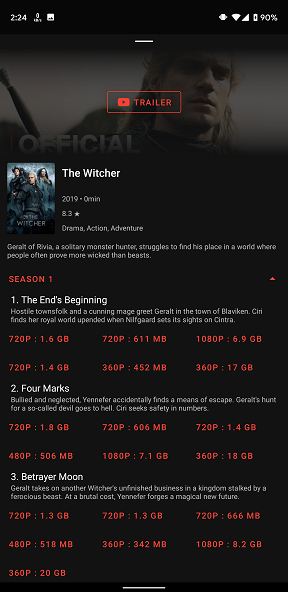 2:24 0 KB/s 90%
TRAILER
OFFICIAL
THE WITCHER
The Witcher
2019 • 0min
8.3 ★
Drama, Action, Adventure
Geralt of Rivia, a solitary monster hunter, struggles to find his place in a world where
people often prove more wicked than beasts.
SEASON 1
1. The End's Beginning
Hostile townsfolk and a cunning mage greet Geralt in the town of Blaviken. Ciri
finds her royal world upended when Nilfgaard sets its sights on Cintra.
720P : 1.6 GB 720P : 611 MB 1080P : 6.9 GB
720P : 1.4 GB 360P : 452 MB 360P : 17 GB
2. Four Marks
Bullied and neglected, Yennefer accidentally finds a means of escape. Geralt's hunt
for a so-called devil goes to hell. Ciri seeks safety in numbers.
720P : 1.8 GB 720P : 606 MB 720P : 1.4 GB
480P : 506 MB 1080P : 7.1 GB 360P : 18 GB
3. Betrayer Moon
Geralt takes on another Witcher's unfinished business in a kingdom stalked by a
ferocious beast. At a brutal cost, Yennefer forges a magical new future.
720P : 1.3 GB 720P : 1.3 GB 720P : 666 MB
480P : 518 MB 360P : 342 MB 1080P : 8.2 GB
360P : 20 GB